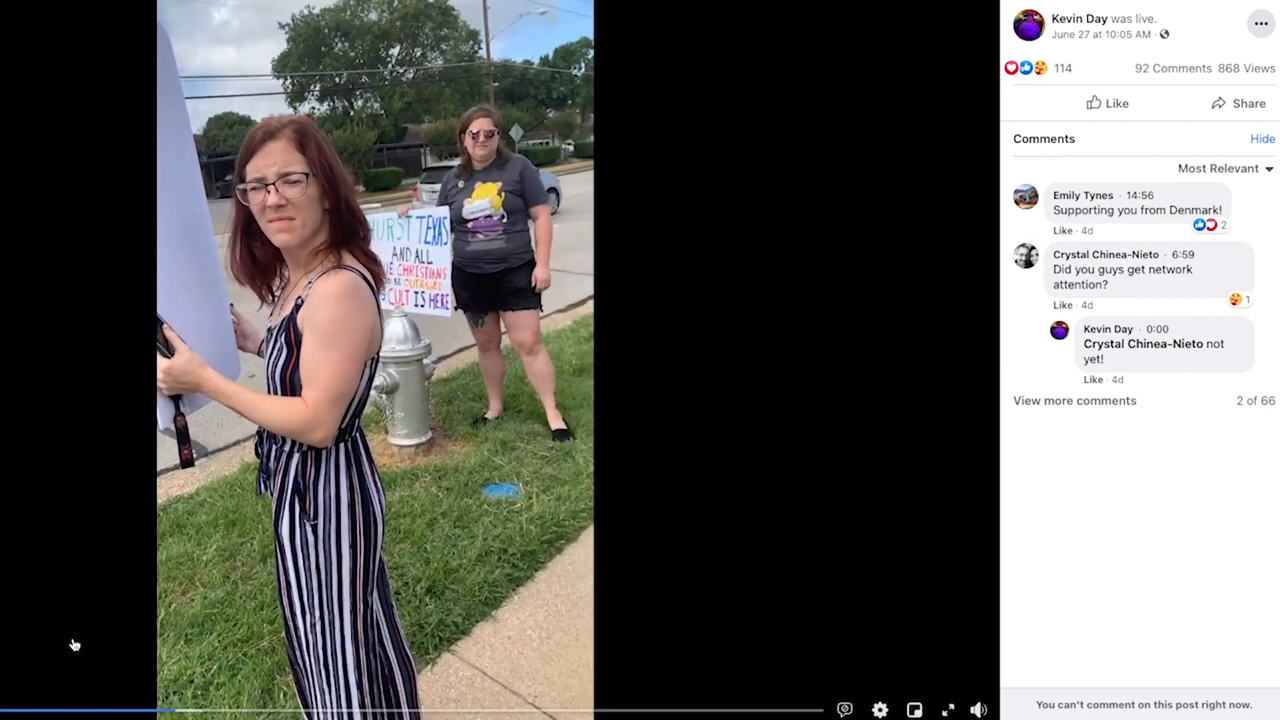 HURST TEXAS
AND ALL
CHRISTIANS
BE OUTRAGED
CULT IS HERE
Kevin Day was live.
June 27 at 10:05 AM ·
114
92 Comments 868 Views
Like
Share
Comments
Hide
Most Relevant
Emily Tynes · 14:56
Supporting you from Denmark!
2
Like · 4d
Crystal Chinea-Nieto · 6:59
Did you guys get network
attention?
1
Like · 4d
Kevin Day · 0:00
Crystal Chinea-Nieto not
yet!
Like · 4d
View more comments
2 of 66
You can't comment on this post right now.